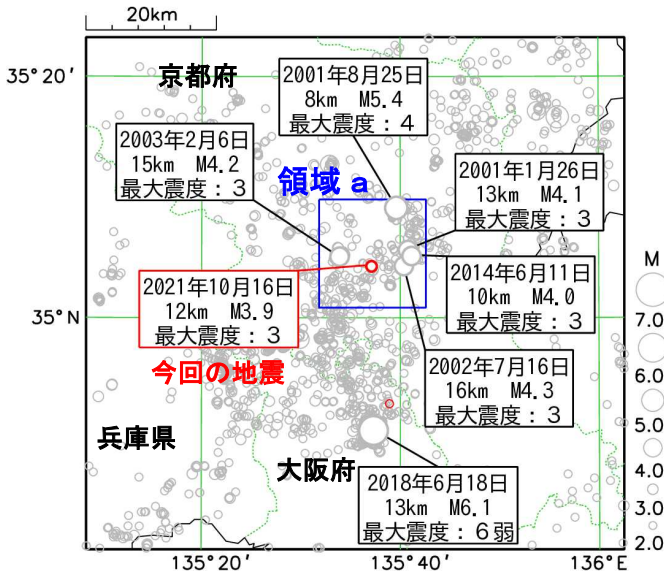 20km
35°20′
京都府
2001年8月25日
8km M5.4
最大震度：4
2003年2月6日
15km M4.2
最大震度：3
領域 a
2001年1月26日
13km M4.1
最大震度：3
2021年10月16日
12km M3.9
最大震度：3
今回の地震
2014年6月11日
10km M4.0
最大震度：3
35°N
2002年7月16日
16km M4.3
最大震度：3
兵庫県
大阪府
2018年6月18日
13km M6.1
最大震度：6弱
M
7.0
6.0
5.0
4.0
3.0
2.0
135°20′
135°40′
136°E